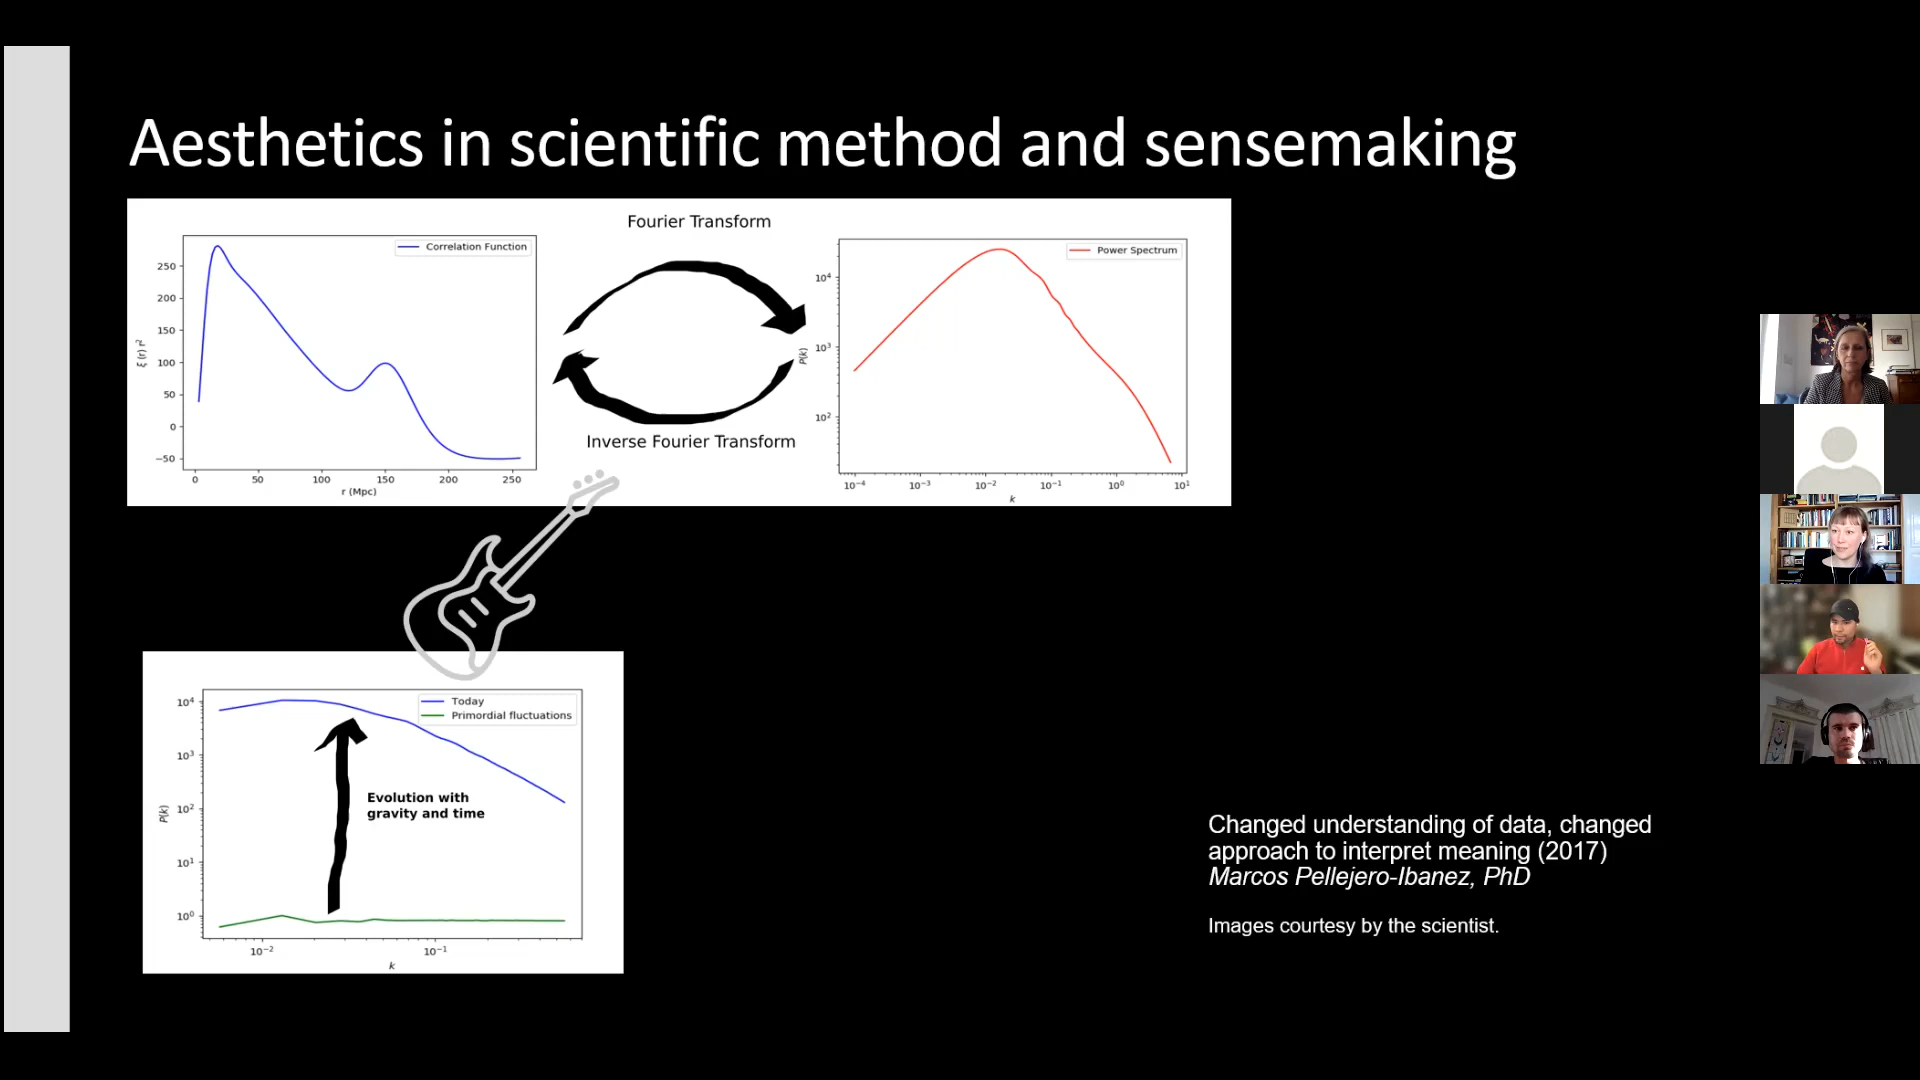 Aesthetics in scientific method and sensemaking
Fourier Transform
Correlation Function
250
200
150
100
50
0
−50
ξ (r) r²
0 50 100 150 200 250
r (Mpc)
Inverse Fourier Transform
Power Spectrum
10⁴
10³
10²
P(k)
10⁻⁴ 10⁻³ 10⁻² 10⁻¹ 10⁰ 10¹
k
Today
Primordial fluctuations
10⁴
10³
10²
10¹
10⁰
P(k)
Evolution with
gravity and time
10⁻² 10⁻¹
k
Changed understanding of data, changed
approach to interpret meaning (2017)
Marcos Pellejero-Ibanez, PhD
Images courtesy by the scientist.